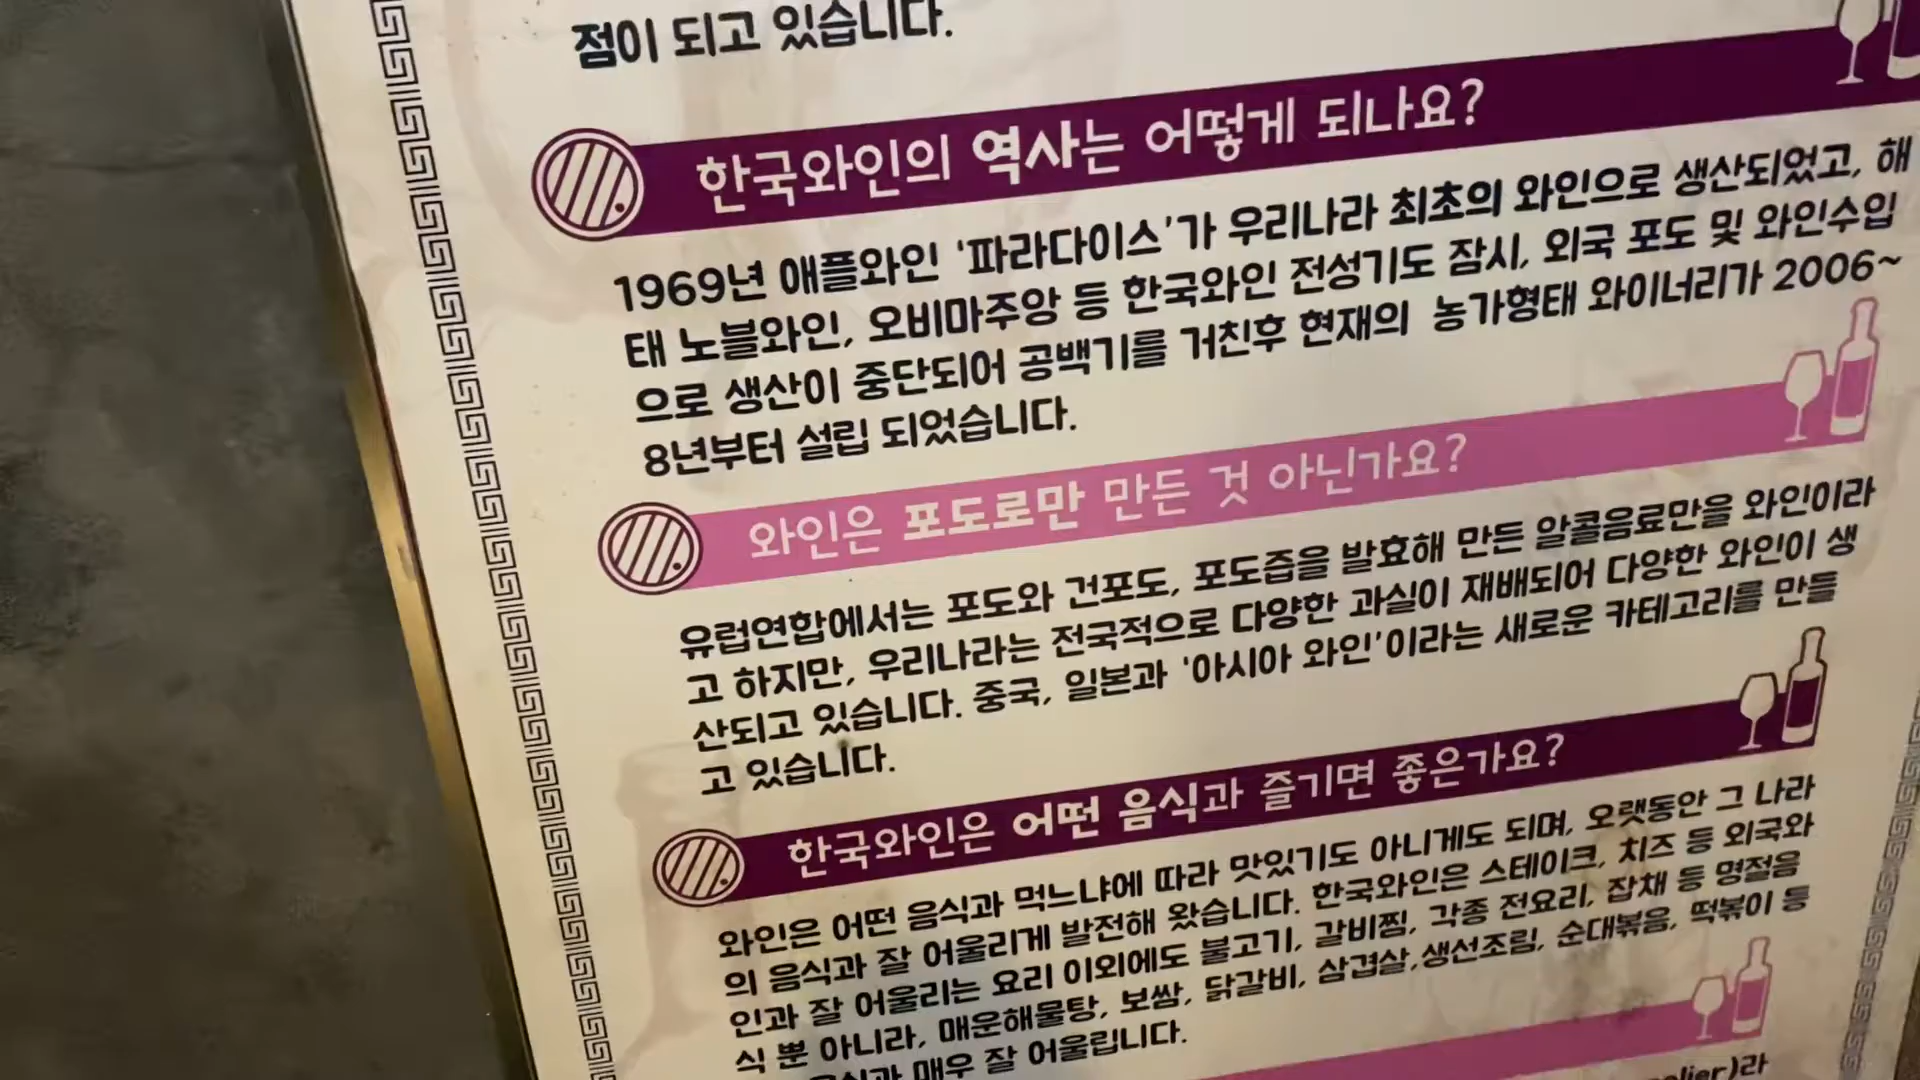 점이 되고 있습니다.
한국와인의 역사는 어떻게 되나요?
1969년 애플와인 '파라다이스'가 우리나라 최초의 와인으로 생산되었고, 해
태 노블와인, 오비마주앙 등 한국와인 전성기도 잠시, 외국 포도 및 와인수입
으로 생산이 중단되어 공백기를 거친후 현재의 농가형태 와이너리가 2006~
8년부터 설립 되었습니다.
와인은 포도로만 만든 것 아닌가요?
유럽연합에서는 포도와 건포도, 포도즙을 발효해 만든 알콜음료만을 와인이라
고 하지만, 우리나라는 전국적으로 다양한 과실이 재배되어 다양한 와인이 생
산되고 있습니다. 중국, 일본과 '아시아 와인'이라는 새로운 카테고리를 만들
고 있습니다.
한국와인은 어떤 음식과 즐기면 좋은가요?
와인은 어떤 음식과 먹느냐에 따라 맛있기도 아니게도 되며, 오랫동안 그 나라
의 음식과 잘 어울리게 발전해 왔습니다. 한국와인은 스테이크, 치즈 등 외국와
인과 잘 어울리는 요리 이외에도 불고기, 갈비찜, 각종 전요리, 잡채 등 명절음
식 뿐 아니라, 매운해물탕, 보쌈, 닭갈비, 삼겹살,생선조림, 순대볶음, 떡볶이 등
음식과 매우 잘 어울립니다.